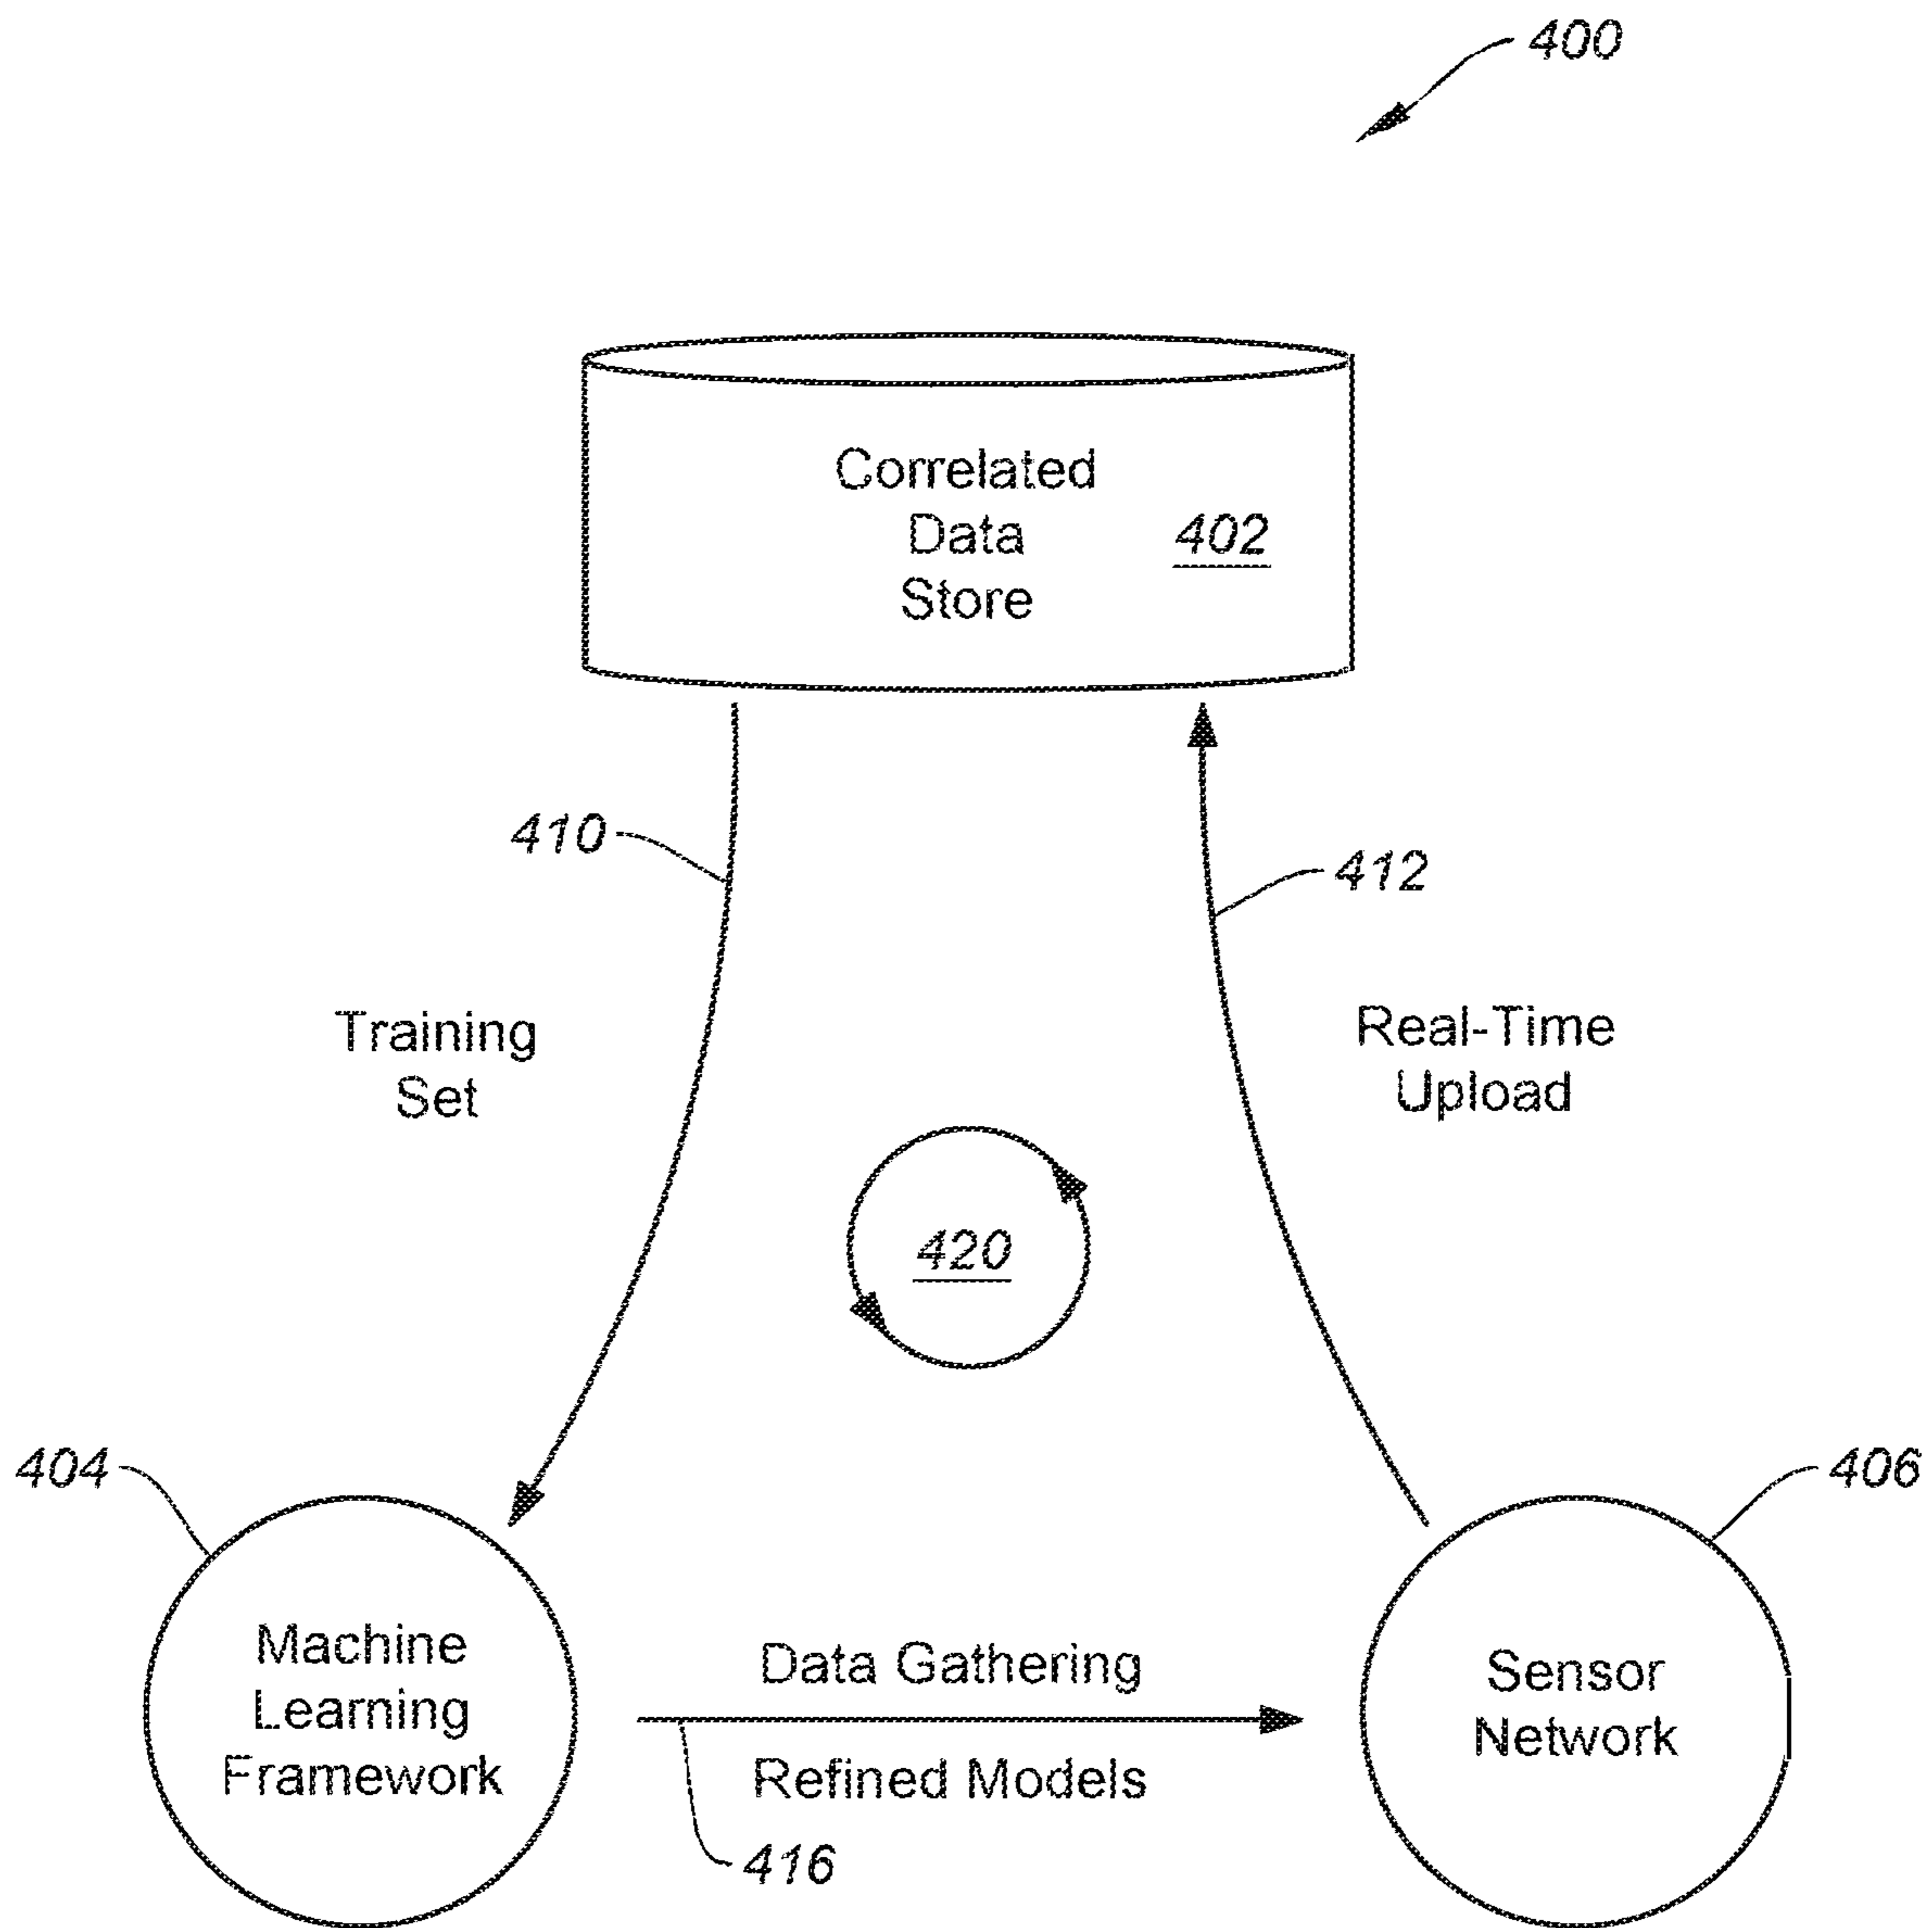 400
Correlated
Data
Store
402
410
412
Training
Set
Real-Time
Upload
420
404
406
Machine
Learning
Framework
Data Gathering
Refined Models
416
Sensor
Network